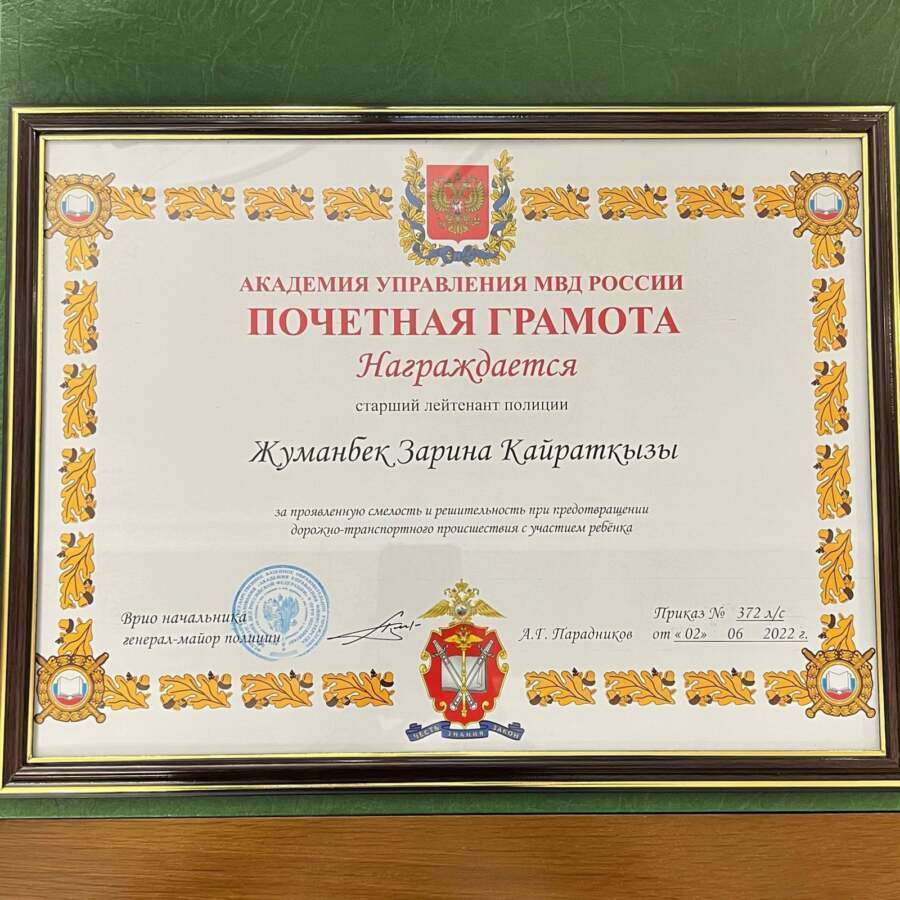 АКАДЕМИЯ УПРАВЛЕНИЯ МВД РОССИИ
ПОЧЕТНАЯ ГРАМОТА
Награждается
старший лейтенант полиции
Жуманбек Зарина Кайраткызы
за проявленную смелость и решительность при предотвращении
дорожно-транспортного происшествия с участием ребёнка
Врио начальника
генерал-майор полиции
А.Г. Парадников
Приказ № 372 л/с
от « 02» 06 2022 г.
ЧЕСТЬ ЗНАНИЯ ЗАКОН